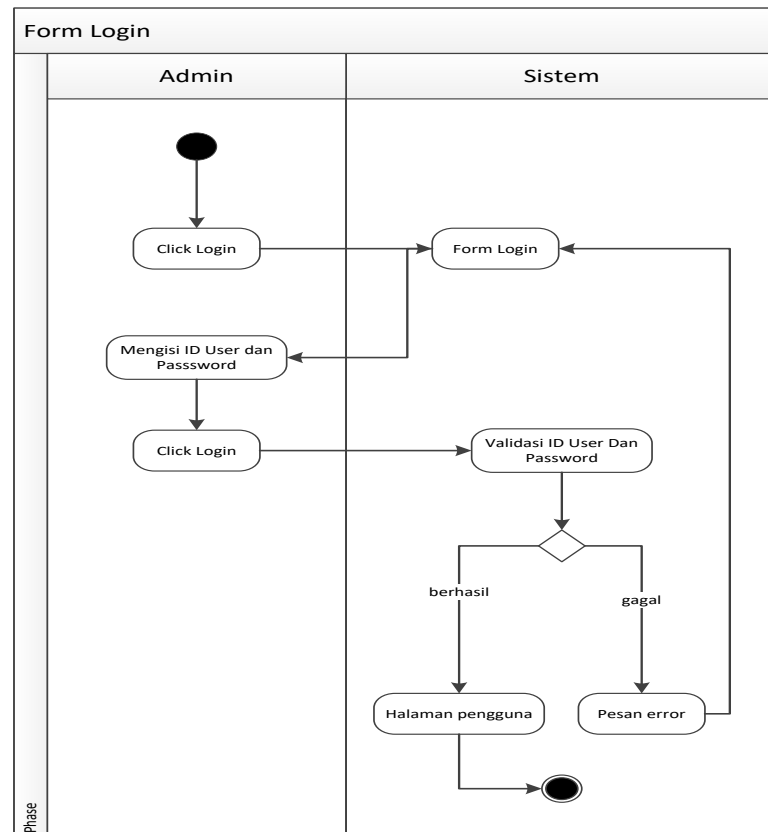 Form Login
Admin
Sistem
Click Login
Form Login
Mengisi ID User dan
Passsword
Click Login
Validasi ID User Dan
Password
berhasil
gagal
Halaman pengguna
Pesan error
Phase